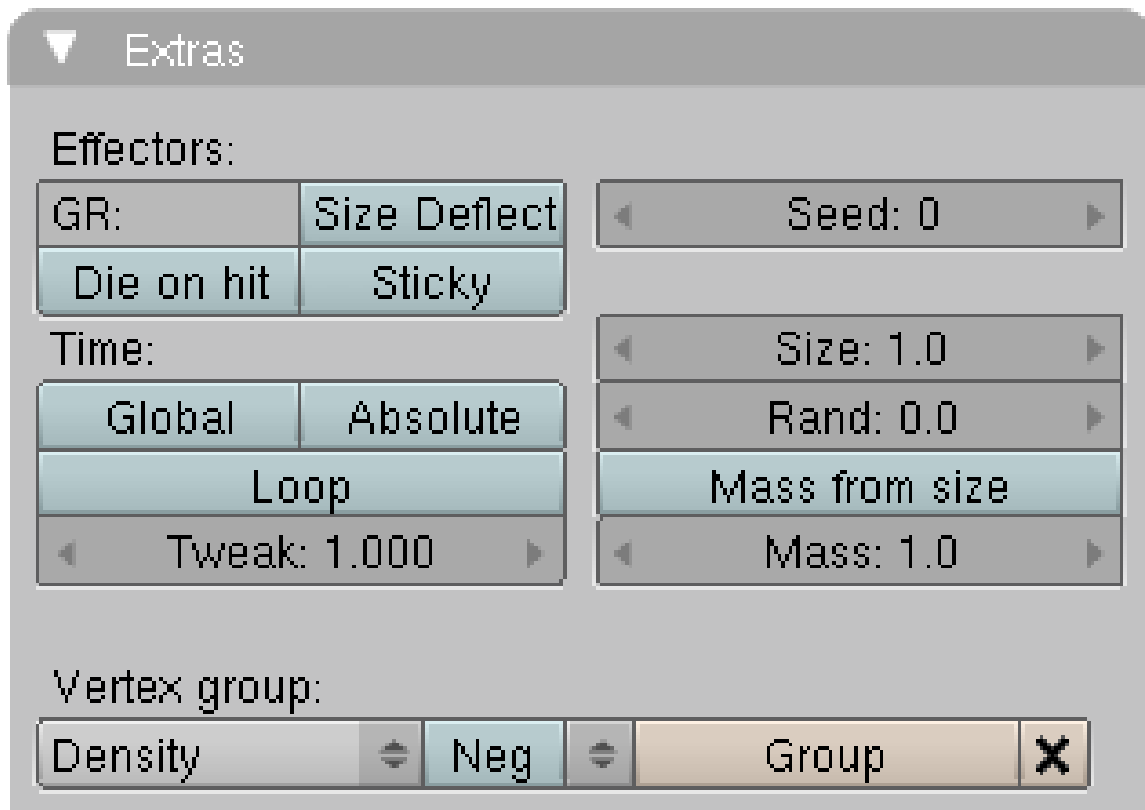 Extras
Effectors:
GR: Size Deflect Seed: 0
Die on hit Sticky
Time: Size: 1.0
Global Absolute Rand: 0.0
Loop Mass from size
Tweak: 1.000 Mass: 1.0
Vertex group:
Density Neg Group X